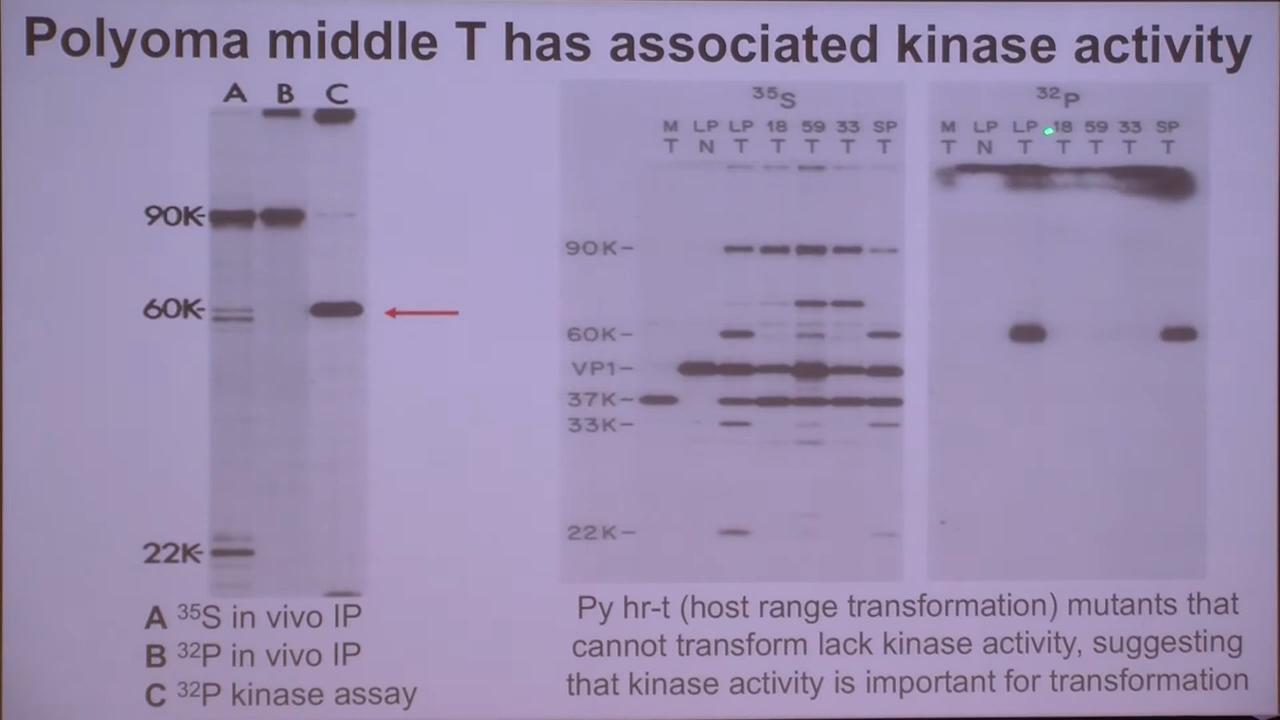 Polyoma middle T has associated kinase activity
A B C
90K-
60K-
22K-
A ³⁵S in vivo IP
B ³²P in vivo IP
C ³²P kinase assay
³⁵S
M LP LP 18 59 33 SP
T N T T T T T
90K-
60K-
VP1-
37K-
33K-
22K-
³²P
M LP LP 18 59 33 SP
T N T T T T T
Py hr-t (host range transformation) mutants that
cannot transform lack kinase activity, suggesting
that kinase activity is important for transformation